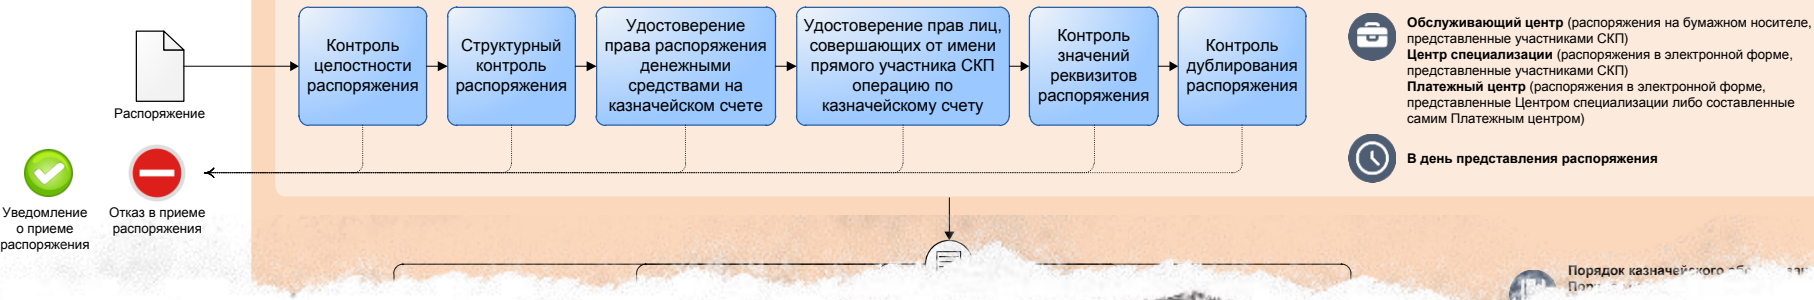 Распоряжение
Контроль
целостности
распоряжения
Структурный
контроль
распоряжения
Удостоверение
права распоряжения
денежными
средствами на
казначейском счете
Удостоверение прав лиц,
совершающих от имени
прямого участника СКП
операцию по
казначейскому счету
Контроль
значений
реквизитов
распоряжения
Контроль
дублирования
распоряжения
Обслуживающий центр (распоряжения на бумажном носителе,
представленные участниками СКП)
Центр специализации (распоряжения в электронной форме,
представленные участниками СКП)
Платежный центр (распоряжения в электронной форме,
представленные Центром специализации либо составленные
самим Платежным центром)
В день представления распоряжения
Уведомление
о приеме
распоряжения
Отказ в приеме
распоряжения
Порядок казначейского